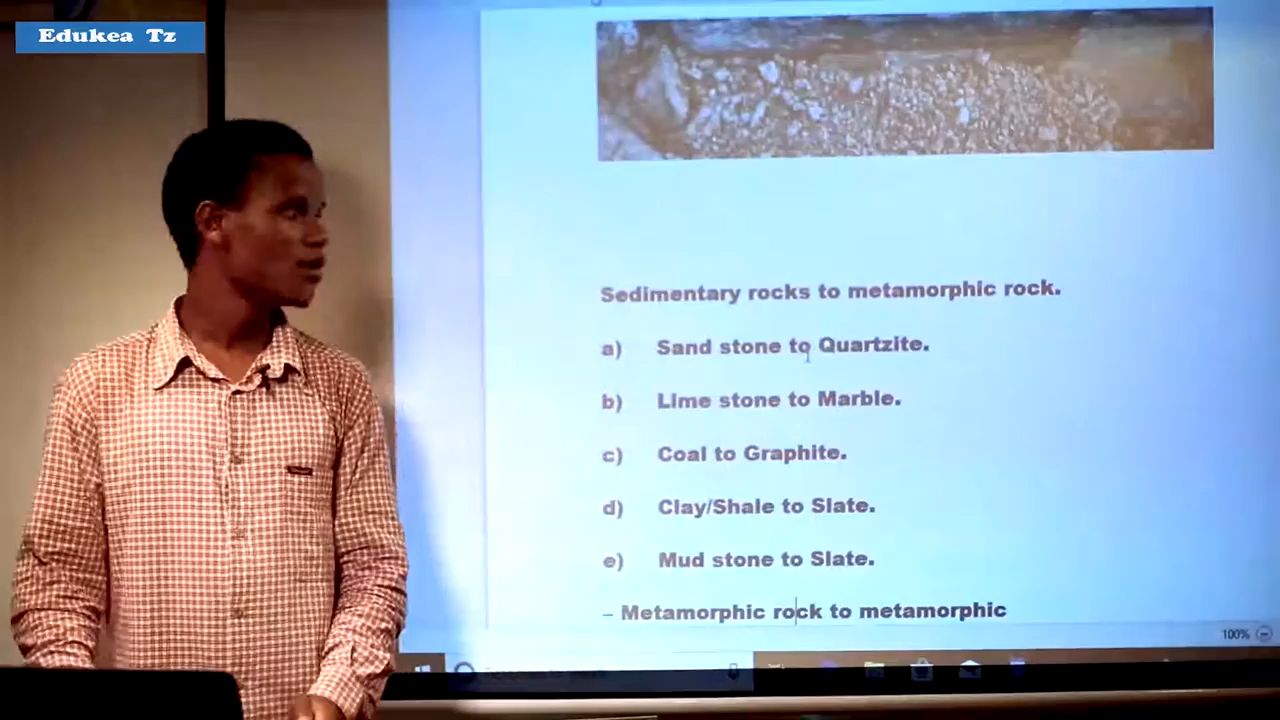 Edukea Tz
Sedimentary rocks to metamorphic rock.
a) Sand stone to Quartzite.
b) Lime stone to Marble.
c) Coal to Graphite.
d) Clay/Shale to Slate.
e) Mud stone to Slate.
– Metamorphic rock to metamorphic
100%